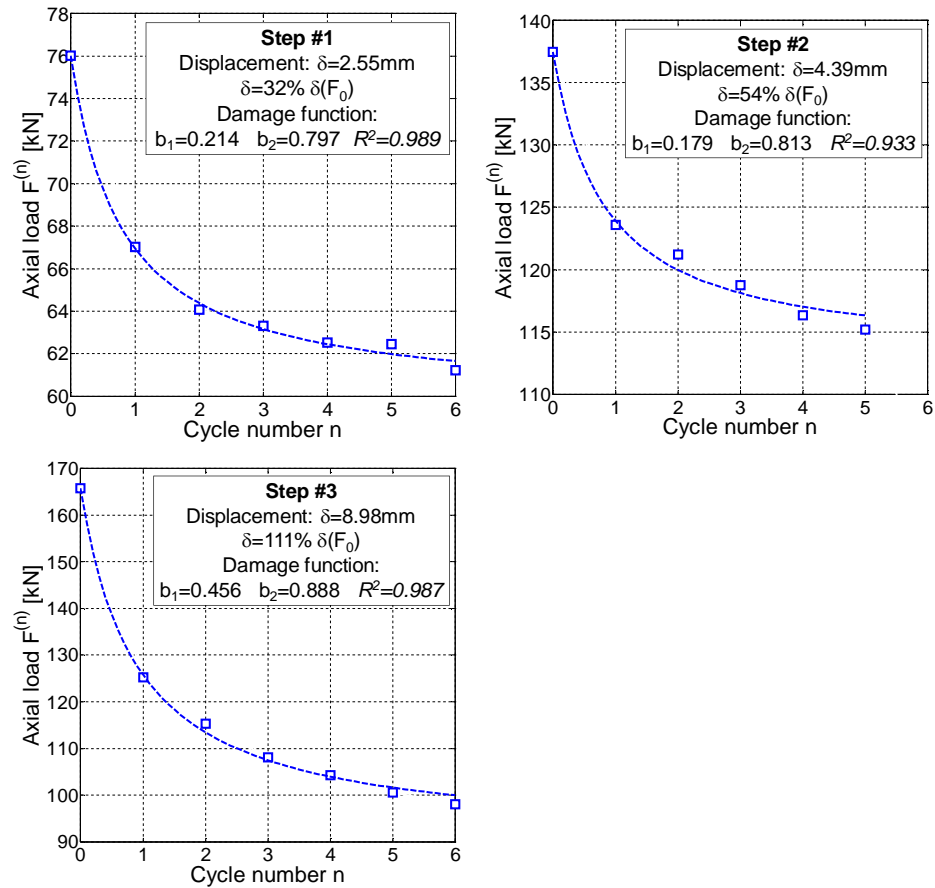 Step #1
Displacement: δ=2.55mm
δ=32% δ(F₀)
Damage function:
b₁=0.214 b₂=0.797 R²=0.989
Axial load F⁽ⁿ⁾ [kN]
78
76
74
72
70
68
66
64
62
60
0 1 2 3 4 5 6
Cycle number n
Step #2
Displacement: δ=4.39mm
δ=54% δ(F₀)
Damage function:
b₁=0.179 b₂=0.813 R²=0.933
Axial load F⁽ⁿ⁾ [kN]
140
135
130
125
120
115
110
0 1 2 3 4 5 6
Cycle number n
Step #3
Displacement: δ=8.98mm
δ=111% δ(F₀)
Damage function:
b₁=0.456 b₂=0.888 R²=0.987
Axial load F⁽ⁿ⁾ [kN]
170
160
150
140
130
120
110
100
90
0 1 2 3 4 5 6
Cycle number n